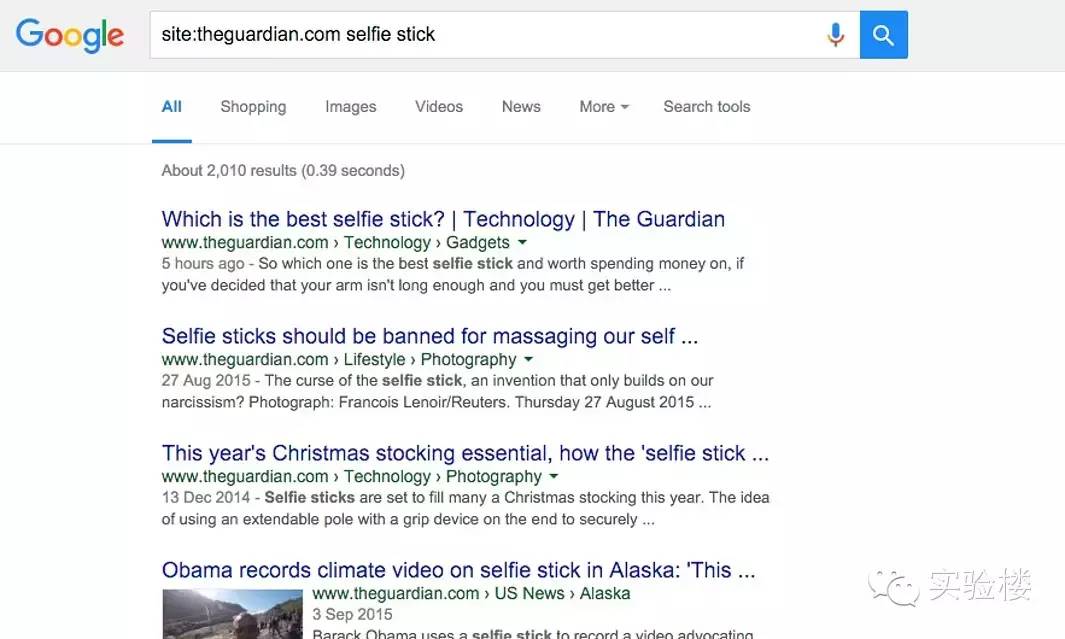 Google
site:theguardian.com selfie stick
All Shopping Images Videos News More Search tools
About 2,010 results (0.39 seconds)
Which is the best selfie stick? | Technology | The Guardian
www.theguardian.com › Technology › Gadgets
5 hours ago - So which one is the best selfie stick and worth spending money on, if
you've decided that your arm isn't long enough and you must get better ...
Selfie sticks should be banned for massaging our self ...
www.theguardian.com › Lifestyle › Photography
27 Aug 2015 - The curse of the selfie stick, an invention that only builds on our
narcissism? Photograph: Francois Lenoir/Reuters. Thursday 27 August 2015 ...
This year's Christmas stocking essential, how the 'selfie stick ...
www.theguardian.com › Technology › Photography
13 Dec 2014 - Selfie sticks are set to fill many a Christmas stocking this year. The idea
of using an extendable pole with a grip device on the end to securely ...
Obama records climate video on selfie stick in Alaska: 'This ...
www.theguardian.com › US News › Alaska
3 Sep 2015
Barack Obama uses a selfie stick to record a video advocating
实验楼